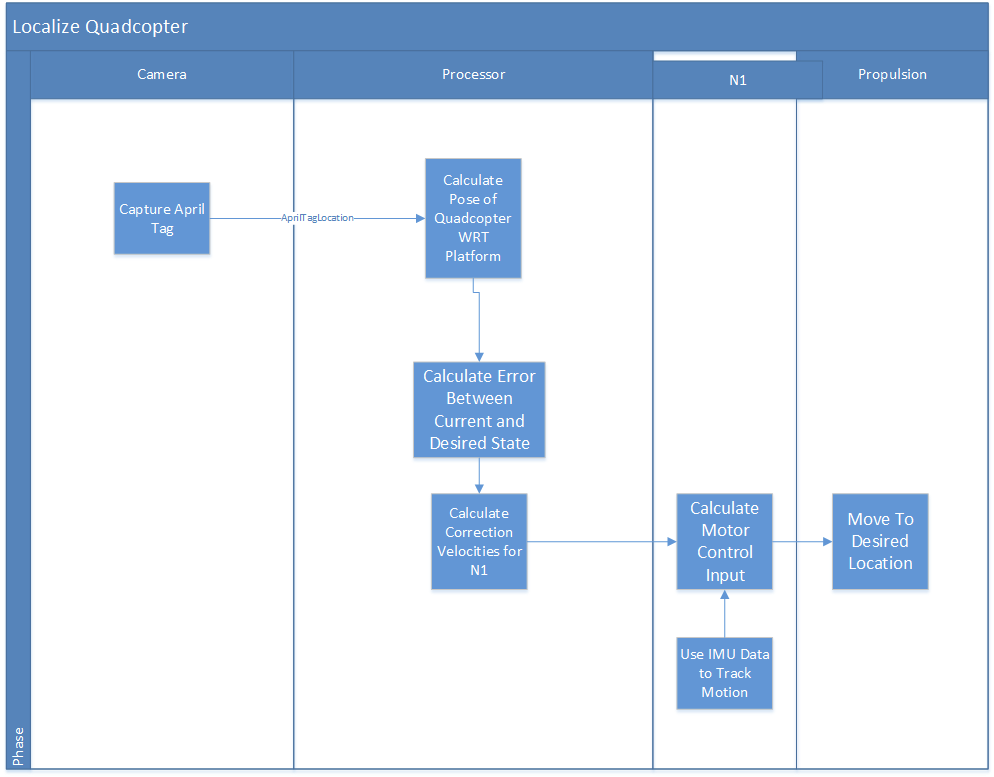 Localize Quadcopter
Camera
Processor
N1
Propulsion
Capture April
Tag
AprilTagLocation
Calculate
Pose of
Quadcopter
WRT
Platform
Calculate Error
Between
Current and
Desired State
Calculate
Correction
Velocities for
N1
Calculate
Motor
Control
Input
Move To
Desired
Location
Use IMU Data
to Track
Motion
Phase